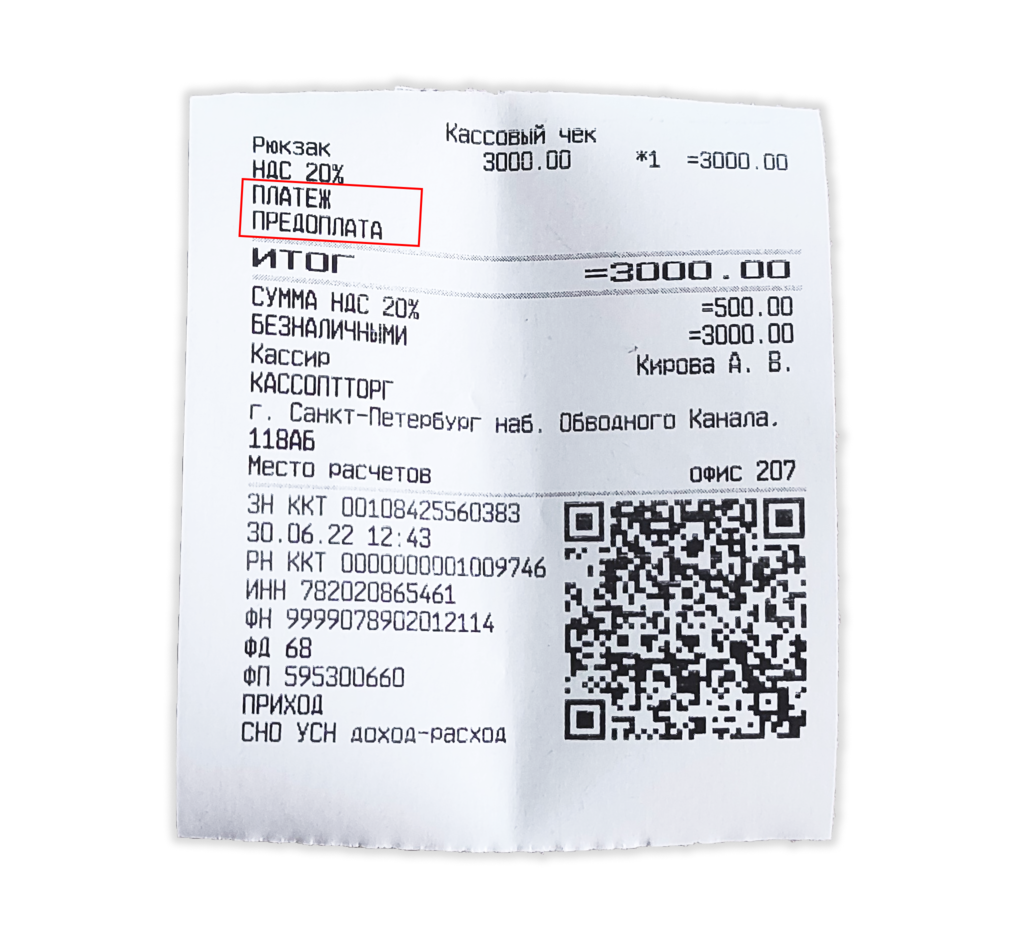 Кассовый чек
Рюкзак 3000.00 *1 =3000.00
НДС 20%
ПЛАТЕЖ
ПРЕДОПЛАТА
ИТОГ =3000.00
СУММА НДС 20% =500.00
БЕЗНАЛИЧНЫМИ =3000.00
Кассир Кирова А. В.
КАССОПТТОРГ
г. Санкт-Петербург наб. Обводного Канала.
118АБ
Место расчетов офис 207
ЗН ККТ 00108425560383
30.06.22 12:43
РН ККТ 0000000001009746
ИНН 782020865461
ФН 9999078902012114
ФД 68
ФП 595300660
ПРИХОД
СНО УСН доход-расход